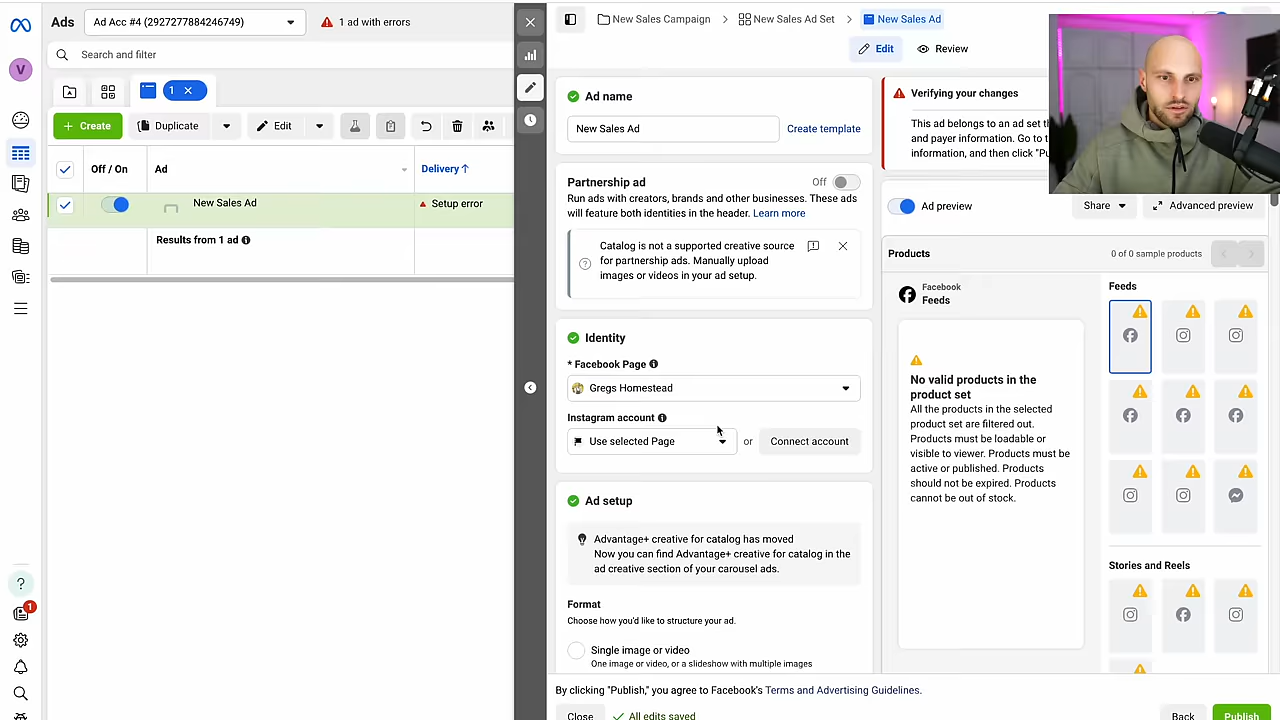 Ads
Ad Acc #4 (2927277884246749)
1 ad with errors
Search and filter
V
1
Create
Duplicate
Edit
Off / On
Ad
Delivery
New Sales Ad
Setup error
Results from 1 ad
1
New Sales Campaign
New Sales Ad Set
New Sales Ad
Edit
Review
Ad name
New Sales Ad
Create template
Partnership ad
Off
Run ads with creators, brands and other businesses. These ads
will feature both identities in the header. Learn more
Catalog is not a supported creative source
for partnership ads. Manually upload
images or videos in your ad setup.
Identity
* Facebook Page
Gregs Homestead
Instagram account
Use selected Page
or
Connect account
Ad setup
Advantage+ creative for catalog has moved
Now you can find Advantage+ creative for catalog in the
ad creative section of your carousel ads.
Format
Choose how you'd like to structure your ad.
Single image or video
One image or video, or a slideshow with multiple images
Verifying your changes
This ad belongs to an ad set th
and payer information. Go to t
information, and then click "Pu
Ad preview
Share
Advanced preview
Products
0 of 0 sample products
Facebook
Feeds
No valid products in the
product set
All the products in the selected
product set are filtered out.
Products must be loadable or
visible to viewer. Products must
be active or published. Products
should not be expired. Products
cannot be out of stock.
Feeds
Stories and Reels
By clicking "Publish," you agree to Facebook's Terms and Advertising Guidelines.
Close
All edits saved
Back
Publish